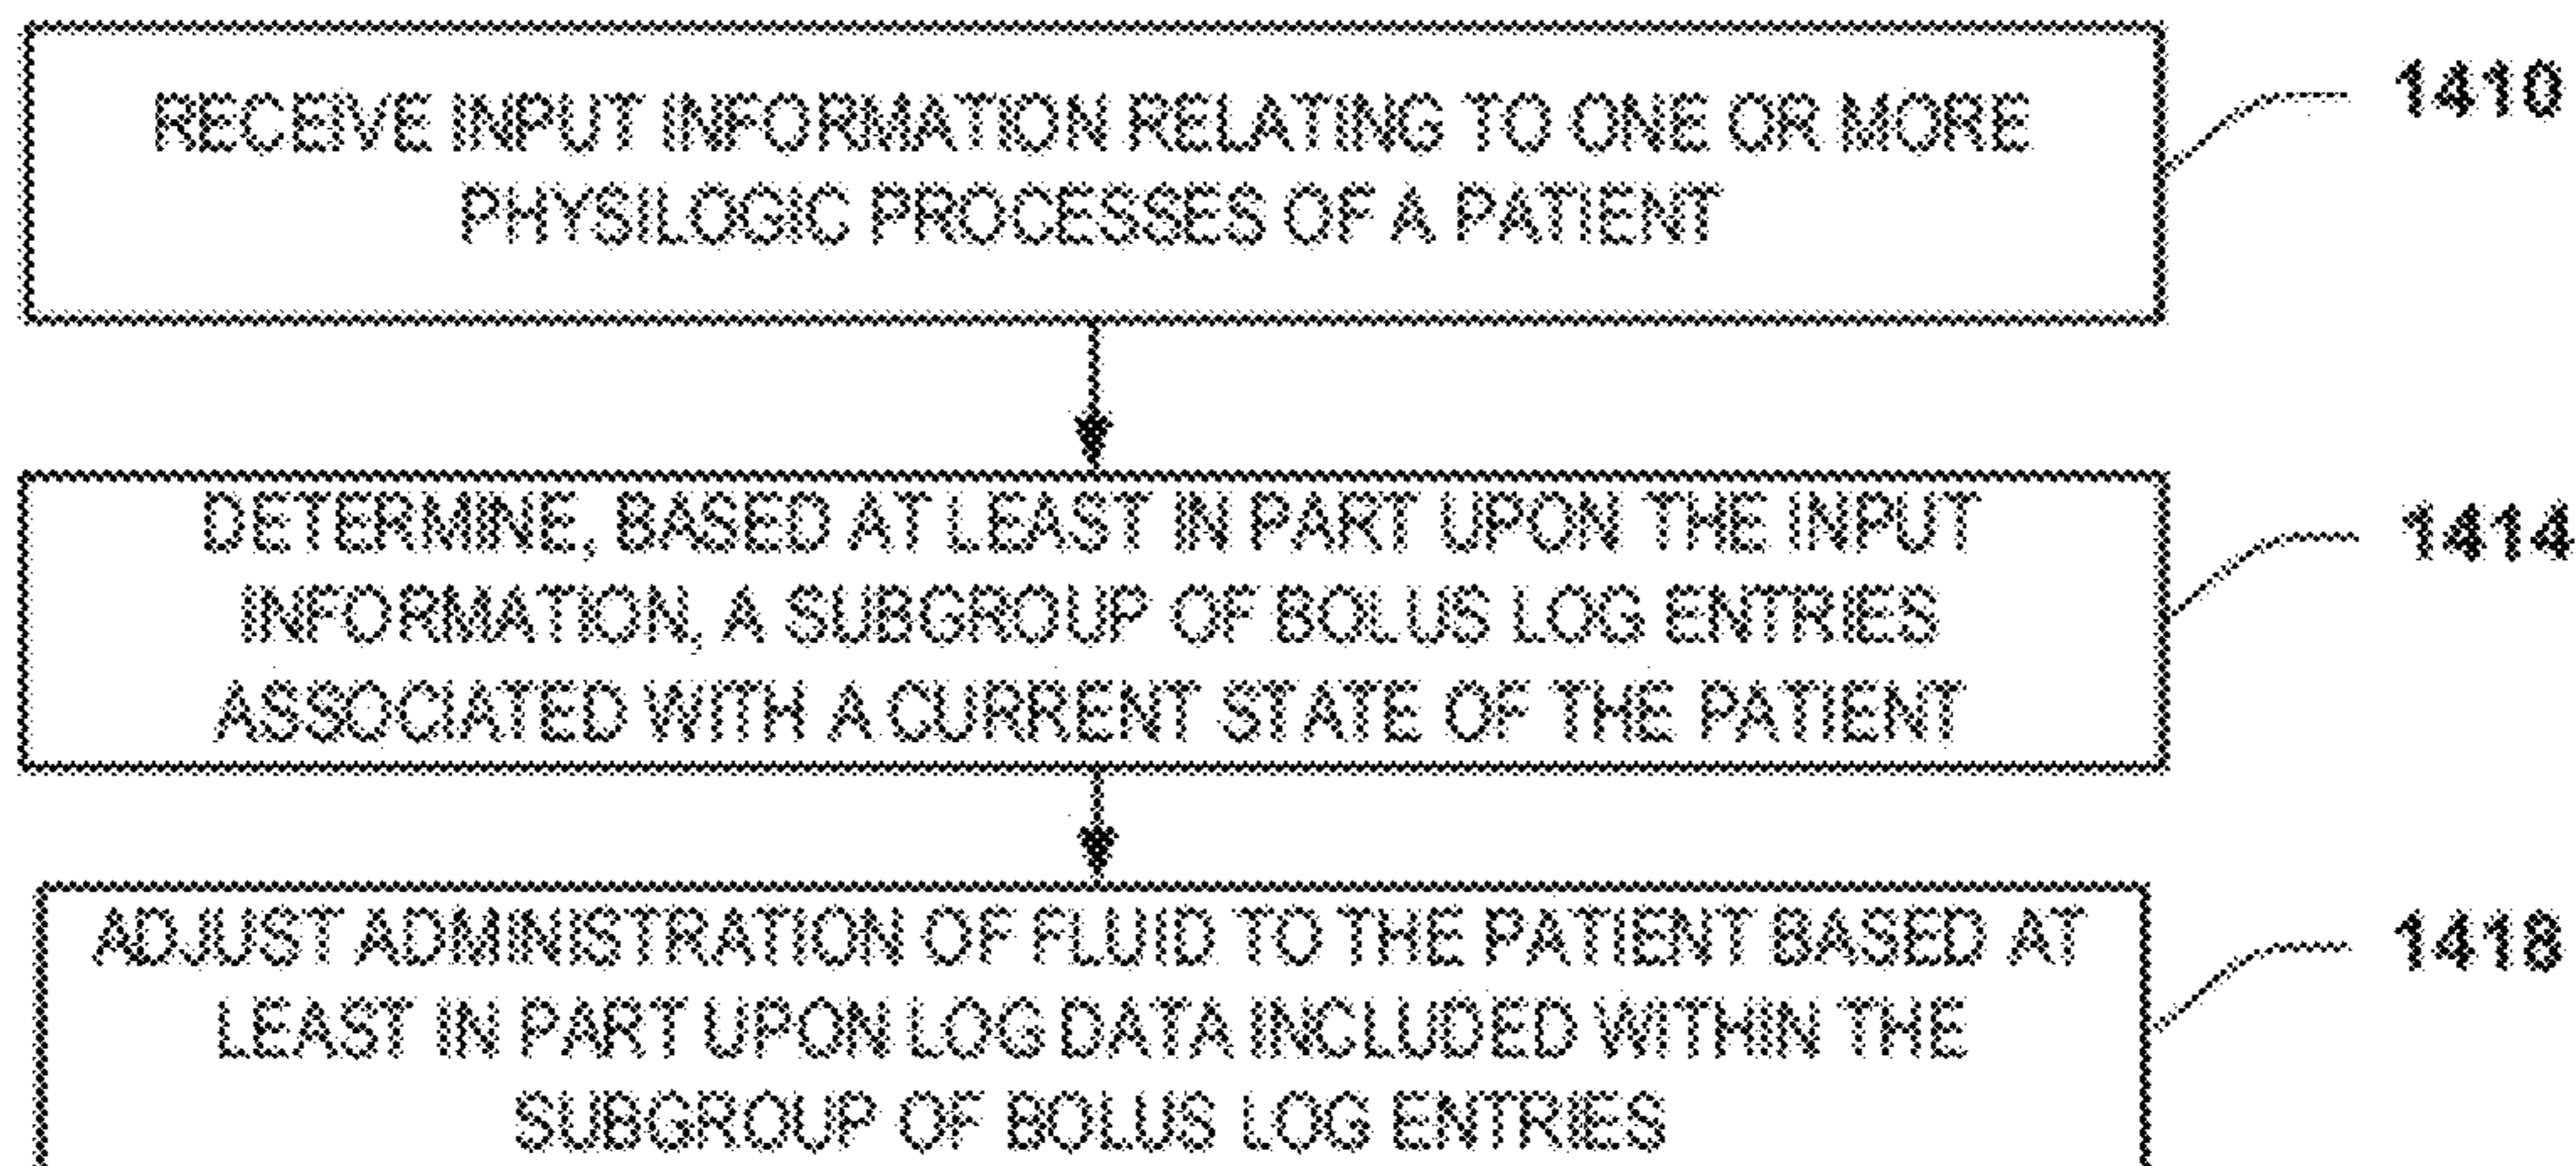 RECEIVE INPUT INFORMATION RELATING TO ONE OR MORE
PHYSILOGIC PROCESSES OF A PATIENT
1410
DETERMINE, BASED AT LEAST IN PART UPON THE INPUT
INFORMATION, A SUBGROUP OF BOLUS LOG ENTRIES
ASSOCIATED WITH A CURRENT STATE OF THE PATIENT
1414
ADJUST ADMINISTRATION OF FLUID TO THE PATIENT BASED AT
LEAST IN PART UPON LOG DATA INCLUDED WITHIN THE
SUBGROUP OF BOLUS LOG ENTRIES
1418